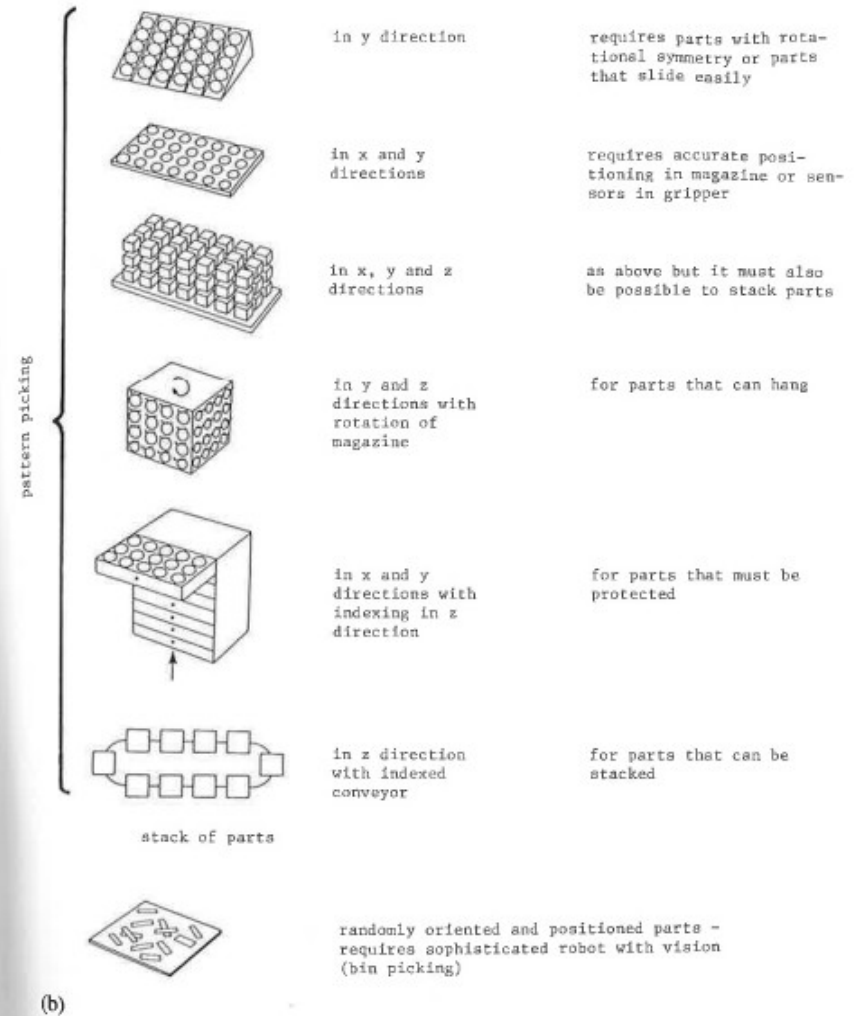 in y direction
requires parts with rota-
tional symmetry or parts
that slide easily
in x and y
directions
requires accurate posi-
tioning in magazine or sen-
sors in gripper
in x, y and z
directions
as above but it must also
be possible to stack parts
pattern picking
in y and z
directions with
rotation of
magazine
for parts that can hang
in x and y
directions with
indexing in z
direction
for parts that must be
protected
in z direction
with indexed
conveyor
for parts that can be
stacked
stack of parts
randomly oriented and positioned parts -
requires sophisticated robot with vision
(bin picking)
(b)